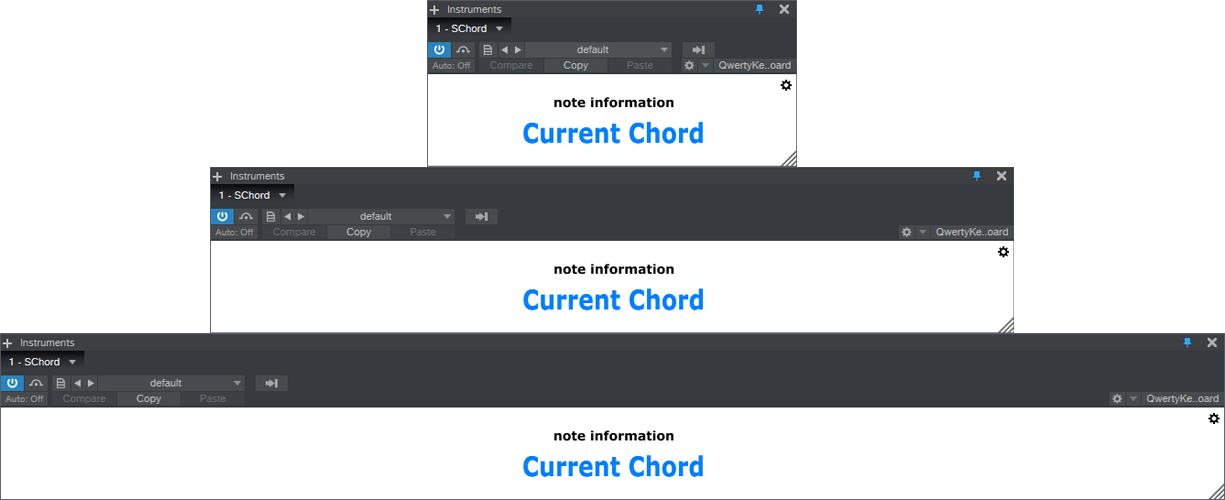 Instruments
1 - SChord
default
Auto: Off Compare Copy Paste QwertyKe..oard
note information
Current Chord
Instruments
1 - SChord
default
Auto: Off Compare Copy Paste QwertyKe..oard
note information
Current Chord
Instruments
1 - SChord
default
Auto: Off Compare Copy Paste QwertyKe..oard
note information
Current Chord